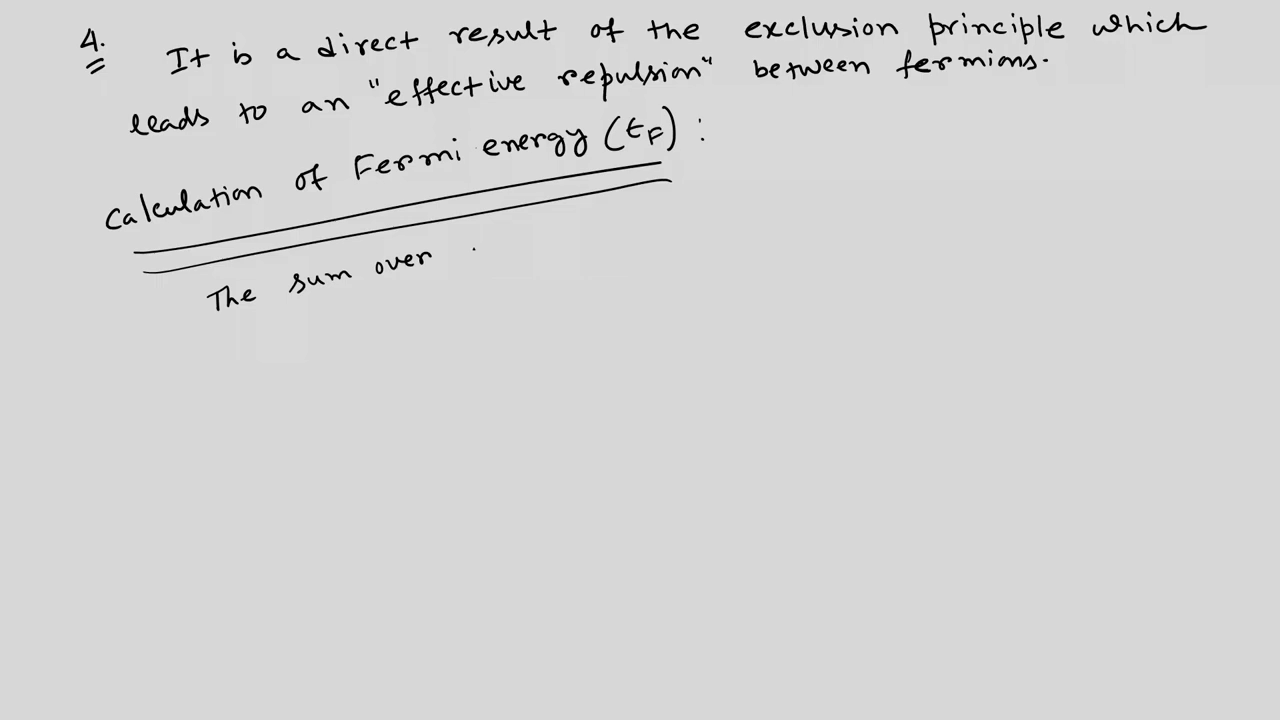 4. It is a direct result of the exclusion principle which
leads to an "effective repulsion" between fermions.
Calculation of Fermi energy (ϵF) :
The sum over